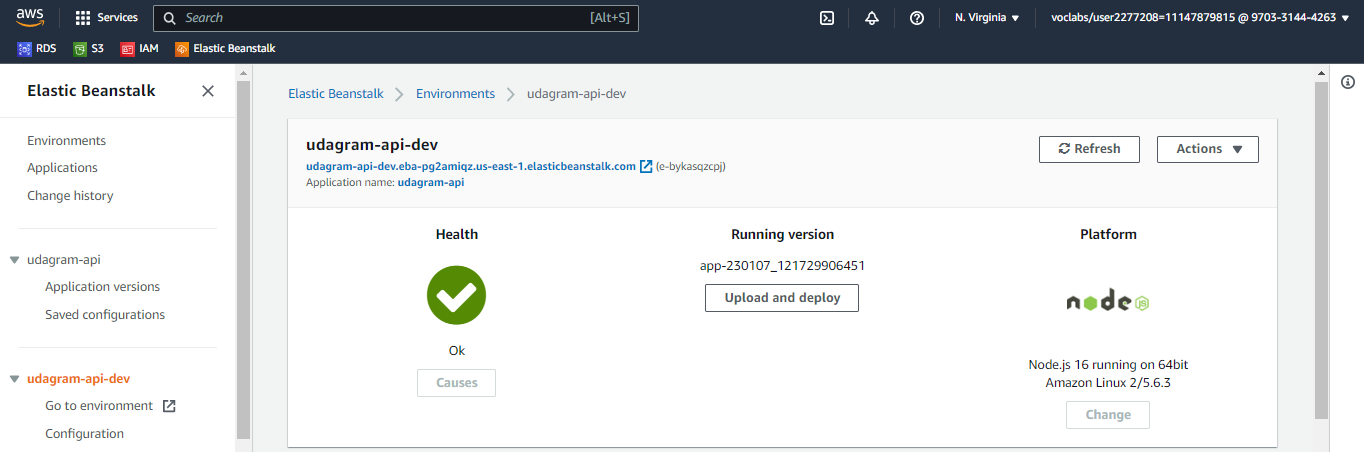 aws
Services
Search [Alt+S]
N. Virginia
voclabs/user2277208=11147879815 @ 9703-3144-4263
RDS
S3
IAM
Elastic Beanstalk
Elastic Beanstalk
Environments
Applications
Change history
udagram-api
Application versions
Saved configurations
udagram-api-dev
Go to environment
Configuration
Elastic Beanstalk
Environments
udagram-api-dev
udagram-api-dev
udagram-api-dev.eba-pg2amiqz.us-east-1.elasticbeanstalk.com (e-bykasqzcpj)
Application name: udagram-api
Refresh
Actions
Health
Ok
Causes
Running version
app-230107_121729906451
Upload and deploy
Platform
node JS
Node.js 16 running on 64bit
Amazon Linux 2/5.6.3
Change